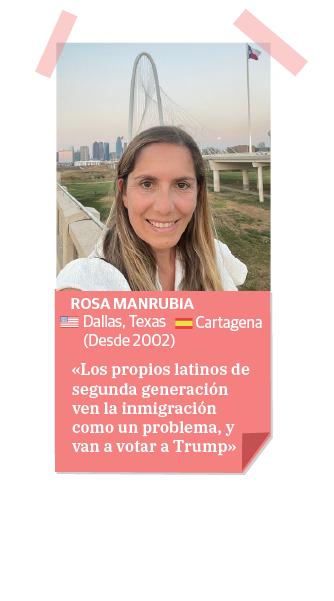 ROSA MANRUBIA
Dallas, Texas Cartagena
(Desde 2002)
«Los propios latinos de
segunda generación
ven la inmigración
como un problema, y
van a votar a Trump»